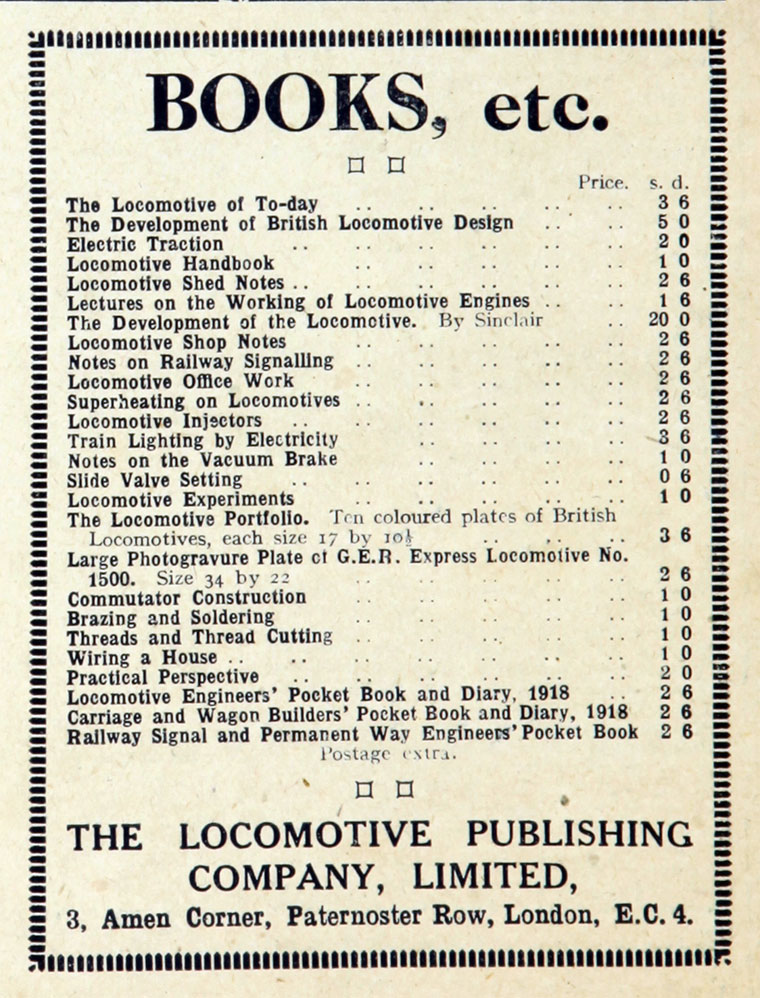 BOOKS, etc.
Price. s. d.
The Locomotive of To-day .. .. .. .. .. 3 6
The Development of British Locomotive Design .. .. 5 0
Electric Traction .. .. .. .. .. .. 2 0
Locomotive Handbook .. .. .. .. .. 1 0
Locomotive Shed Notes .. .. .. .. .. .. 2 6
Lectures on the Working of Locomotive Engines .. .. 1 6
The Development of the Locomotive. By Sinclair .. 20 0
Locomotive Shop Notes .. .. .. .. .. 2 6
Notes on Railway Signalling .. .. .. .. .. 2 6
Locomotive Office Work .. .. .. .. .. 2 6
Superheating on Locomotives .. .. .. .. .. 2 6
Locomotive Injectors .. .. .. .. .. .. 2 6
Train Lighting by Electricity .. .. .. .. 3 6
Notes on the Vacuum Brake .. .. .. .. 1 0
Slide Valve Setting .. .. .. .. .. .. 0 6
Locomotive Experiments .. .. .. .. .. 1 0
The Locomotive Portfolio. Ten coloured plates of British
Locomotives, each size 17 by 10½ .. .. .. 3 6
Large Photogravure Plate of G.E.R. Express Locomotive No.
1500. Size 34 by 22 .. .. .. .. .. 2 6
Commutator Construction .. .. .. .. .. 1 0
Brazing and Soldering .. .. .. .. .. 1 0
Threads and Thread Cutting .. .. .. .. .. 1 0
Wiring a House .. .. .. .. .. .. .. 1 0
Practical Perspective .. .. .. .. .. .. 2 0
Locomotive Engineers' Pocket Book and Diary, 1918 .. 2 6
Carriage and Wagon Builders' Pocket Book and Diary, 1918 2 6
Railway Signal and Permanent Way Engineers' Pocket Book 2 6
Postage extra.
THE LOCOMOTIVE PUBLISHING
COMPANY, LIMITED,
3, Amen Corner, Paternoster Row, London, E.C. 4.